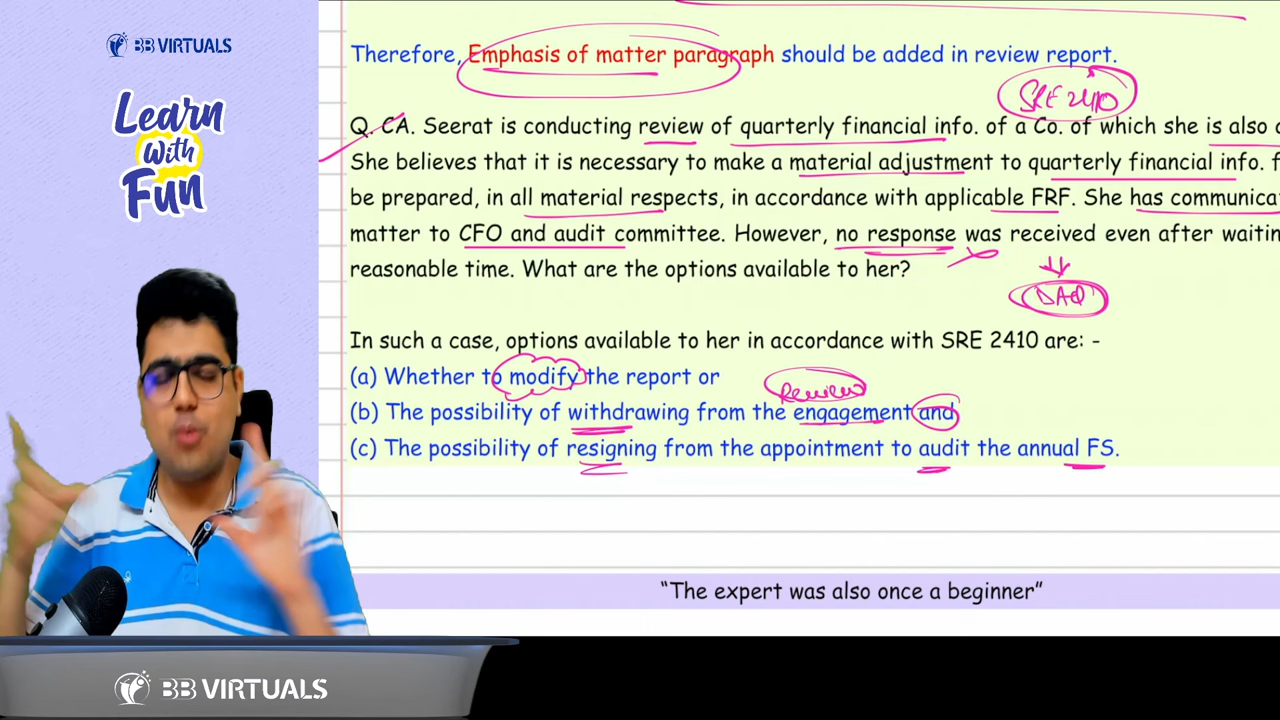 BB VIRTUALS
Learn
With
Fun
Therefore, Emphasis of matter paragraph should be added in review report.
SRE 2410
Q. CA. Seerat is conducting review of quarterly financial info. of a Co. of which she is also
She believes that it is necessary to make a material adjustment to quarterly financial info.
be prepared, in all material respects, in accordance with applicable FRF. She has
matter to CFO and audit committee. However, no response was received even after
reasonable time. What are the options available to her?
In such a case, options available to her in accordance with SRE 2410 are: -
(a) Whether to modify the report or
Review
(b) The possibility of withdrawing from the engagement and
(c) The possibility of resigning from the appointment to audit the annual FS.
"The expert was also once a beginner"
BB VIRTUALS